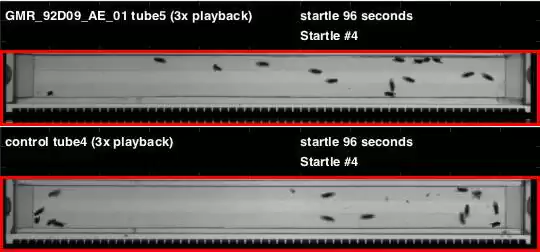 GMR_92D09_AE_01 tube5 (3x playback) startle 96 seconds
Startle #4
control tube4 (3x playback) startle 96 seconds
Startle #4